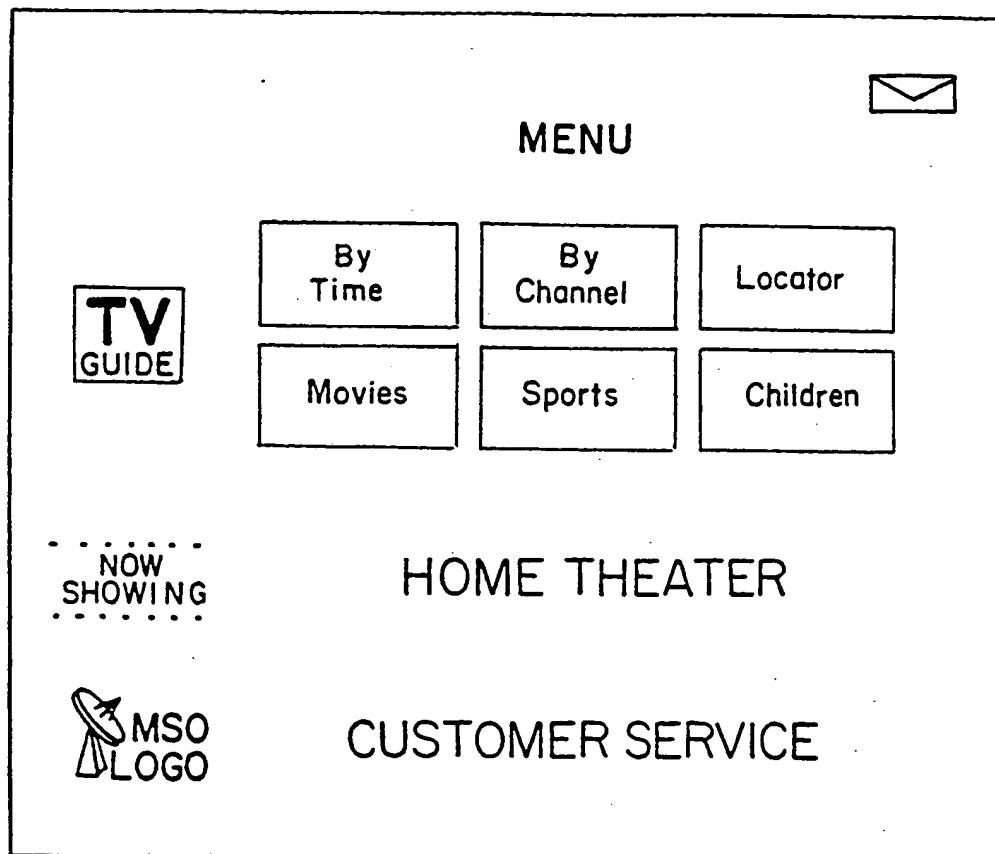 MENU
By
Time
By
Channel
Locator
TV
GUIDE
Movies
Sports
Children
NOW
SHOWING
HOME THEATER
MSO
LOGO
CUSTOMER SERVICE